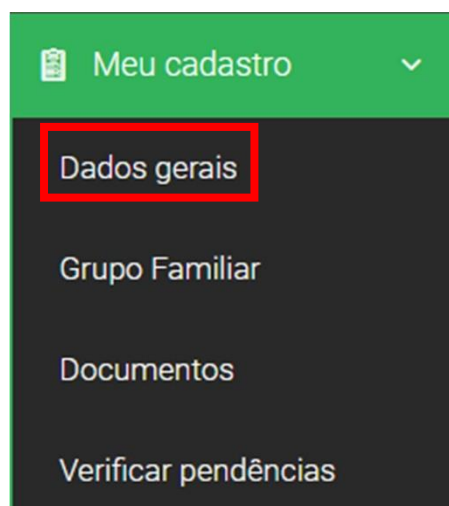 Meu cadastro
Dados gerais
Grupo Familiar
Documentos
Verificar pendências